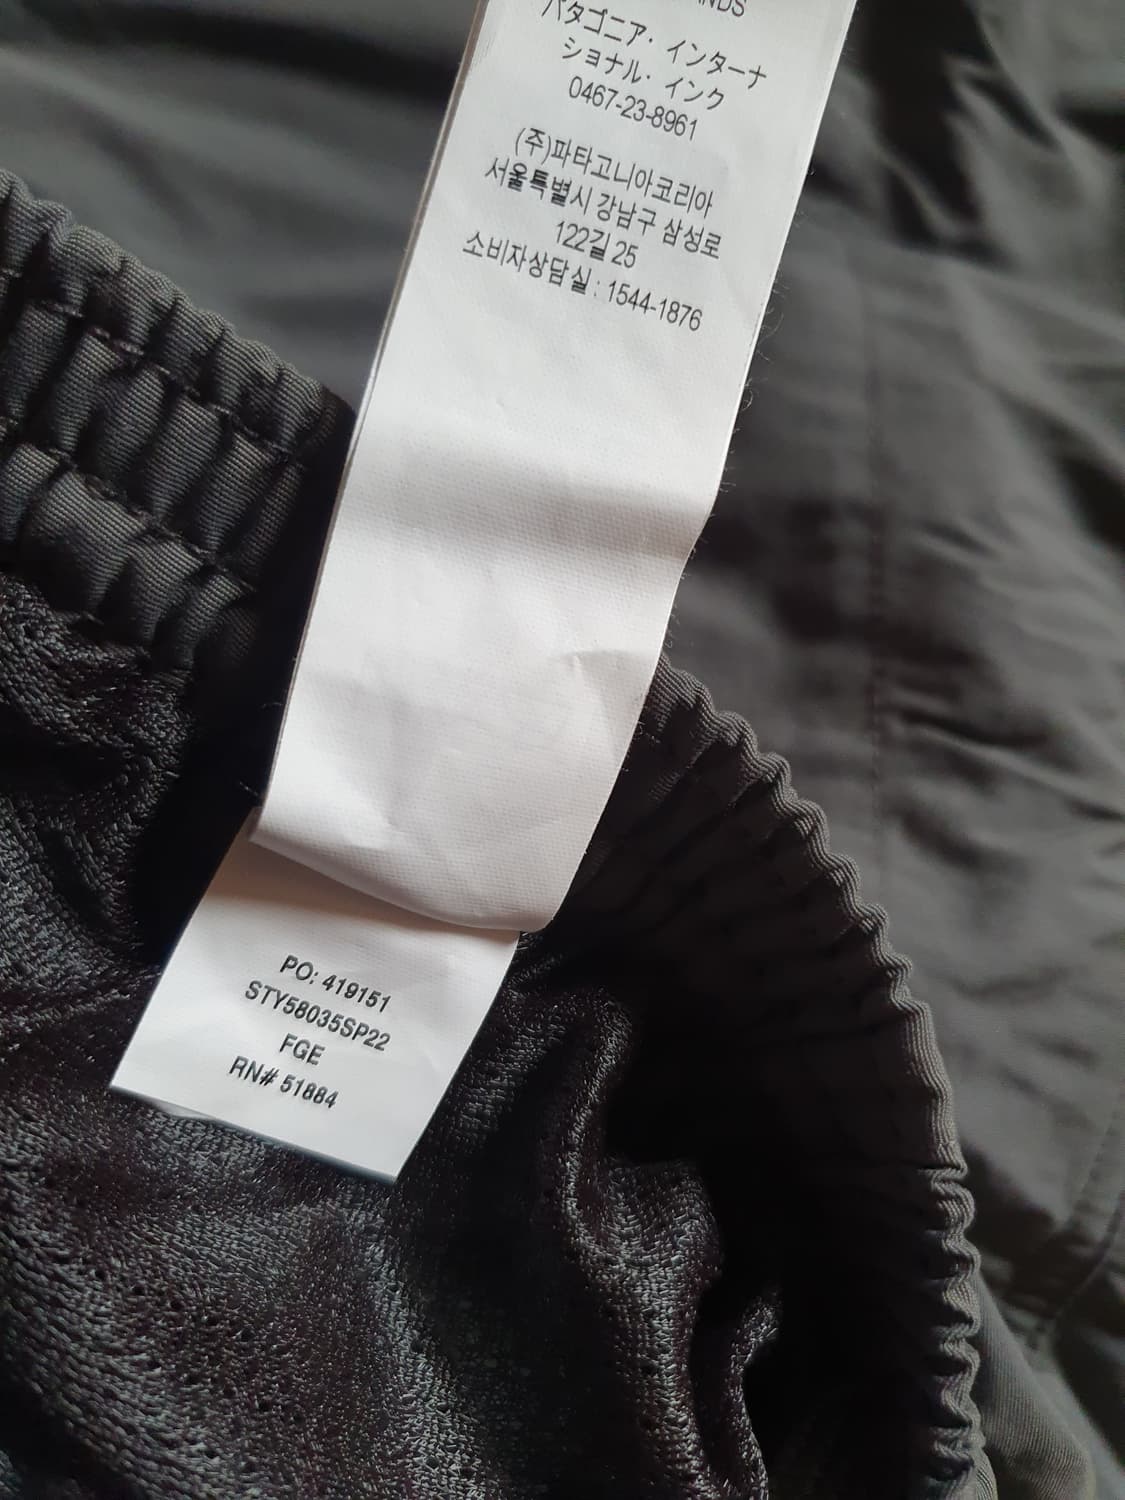 パタゴニア・インターナ
ショナル・インク
0467-23-8961
(주)파타고니아코리아
서울특별시 강남구 삼성로
122길 25
소비자상담실 : 1544-1876
PO: 419151
STY58035SP22
FGE
RN# 51884